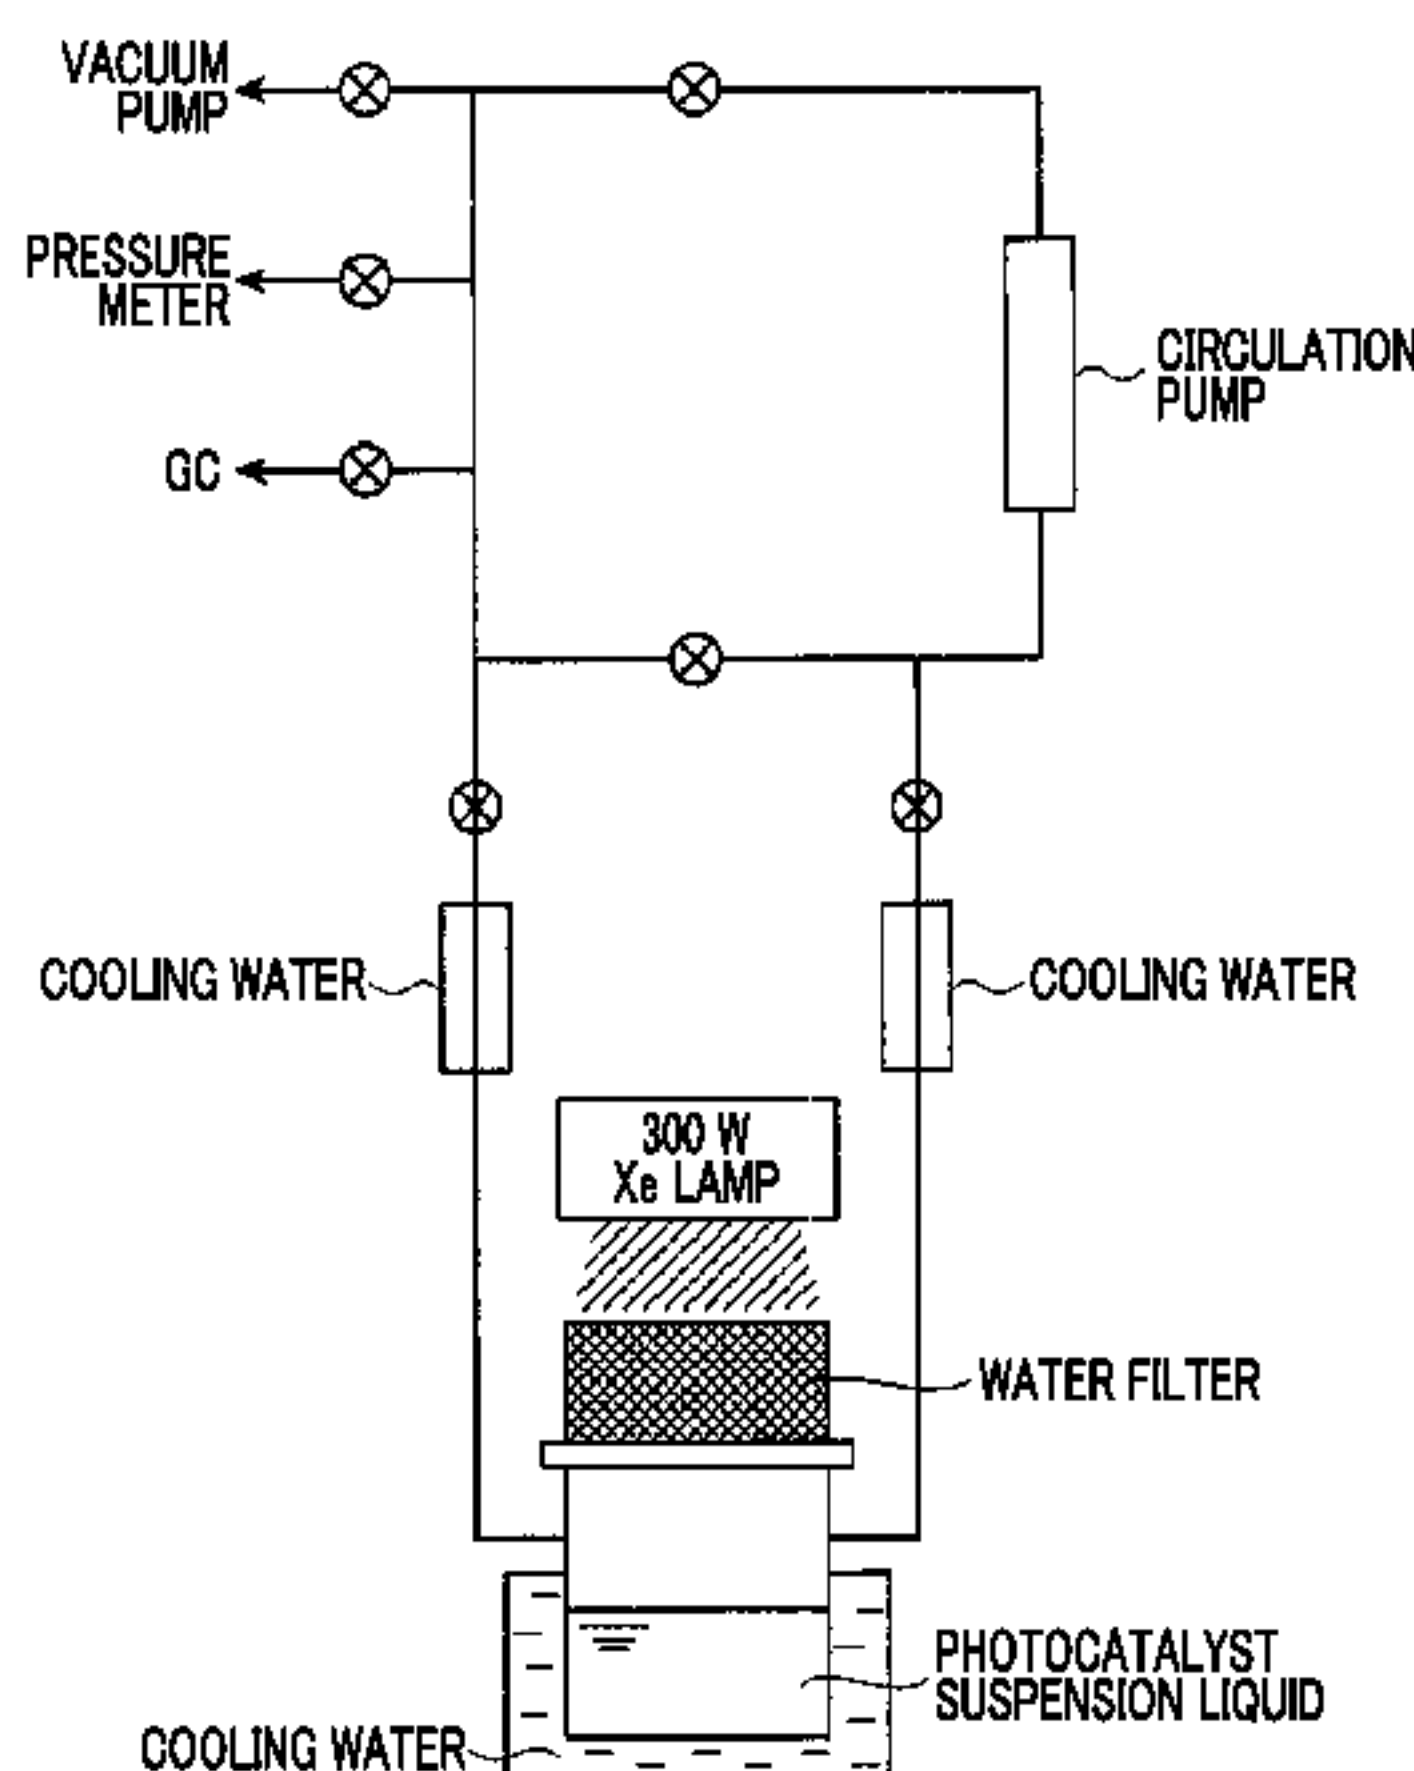 VACUUM
PUMP
PRESSURE
METER
GC
CIRCULATION
PUMP
COOLING WATER
COOLING WATER
300 W
Xe LAMP
WATER FILTER
PHOTOCATALYST
SUSPENSION LIQUID
COOLING WATER